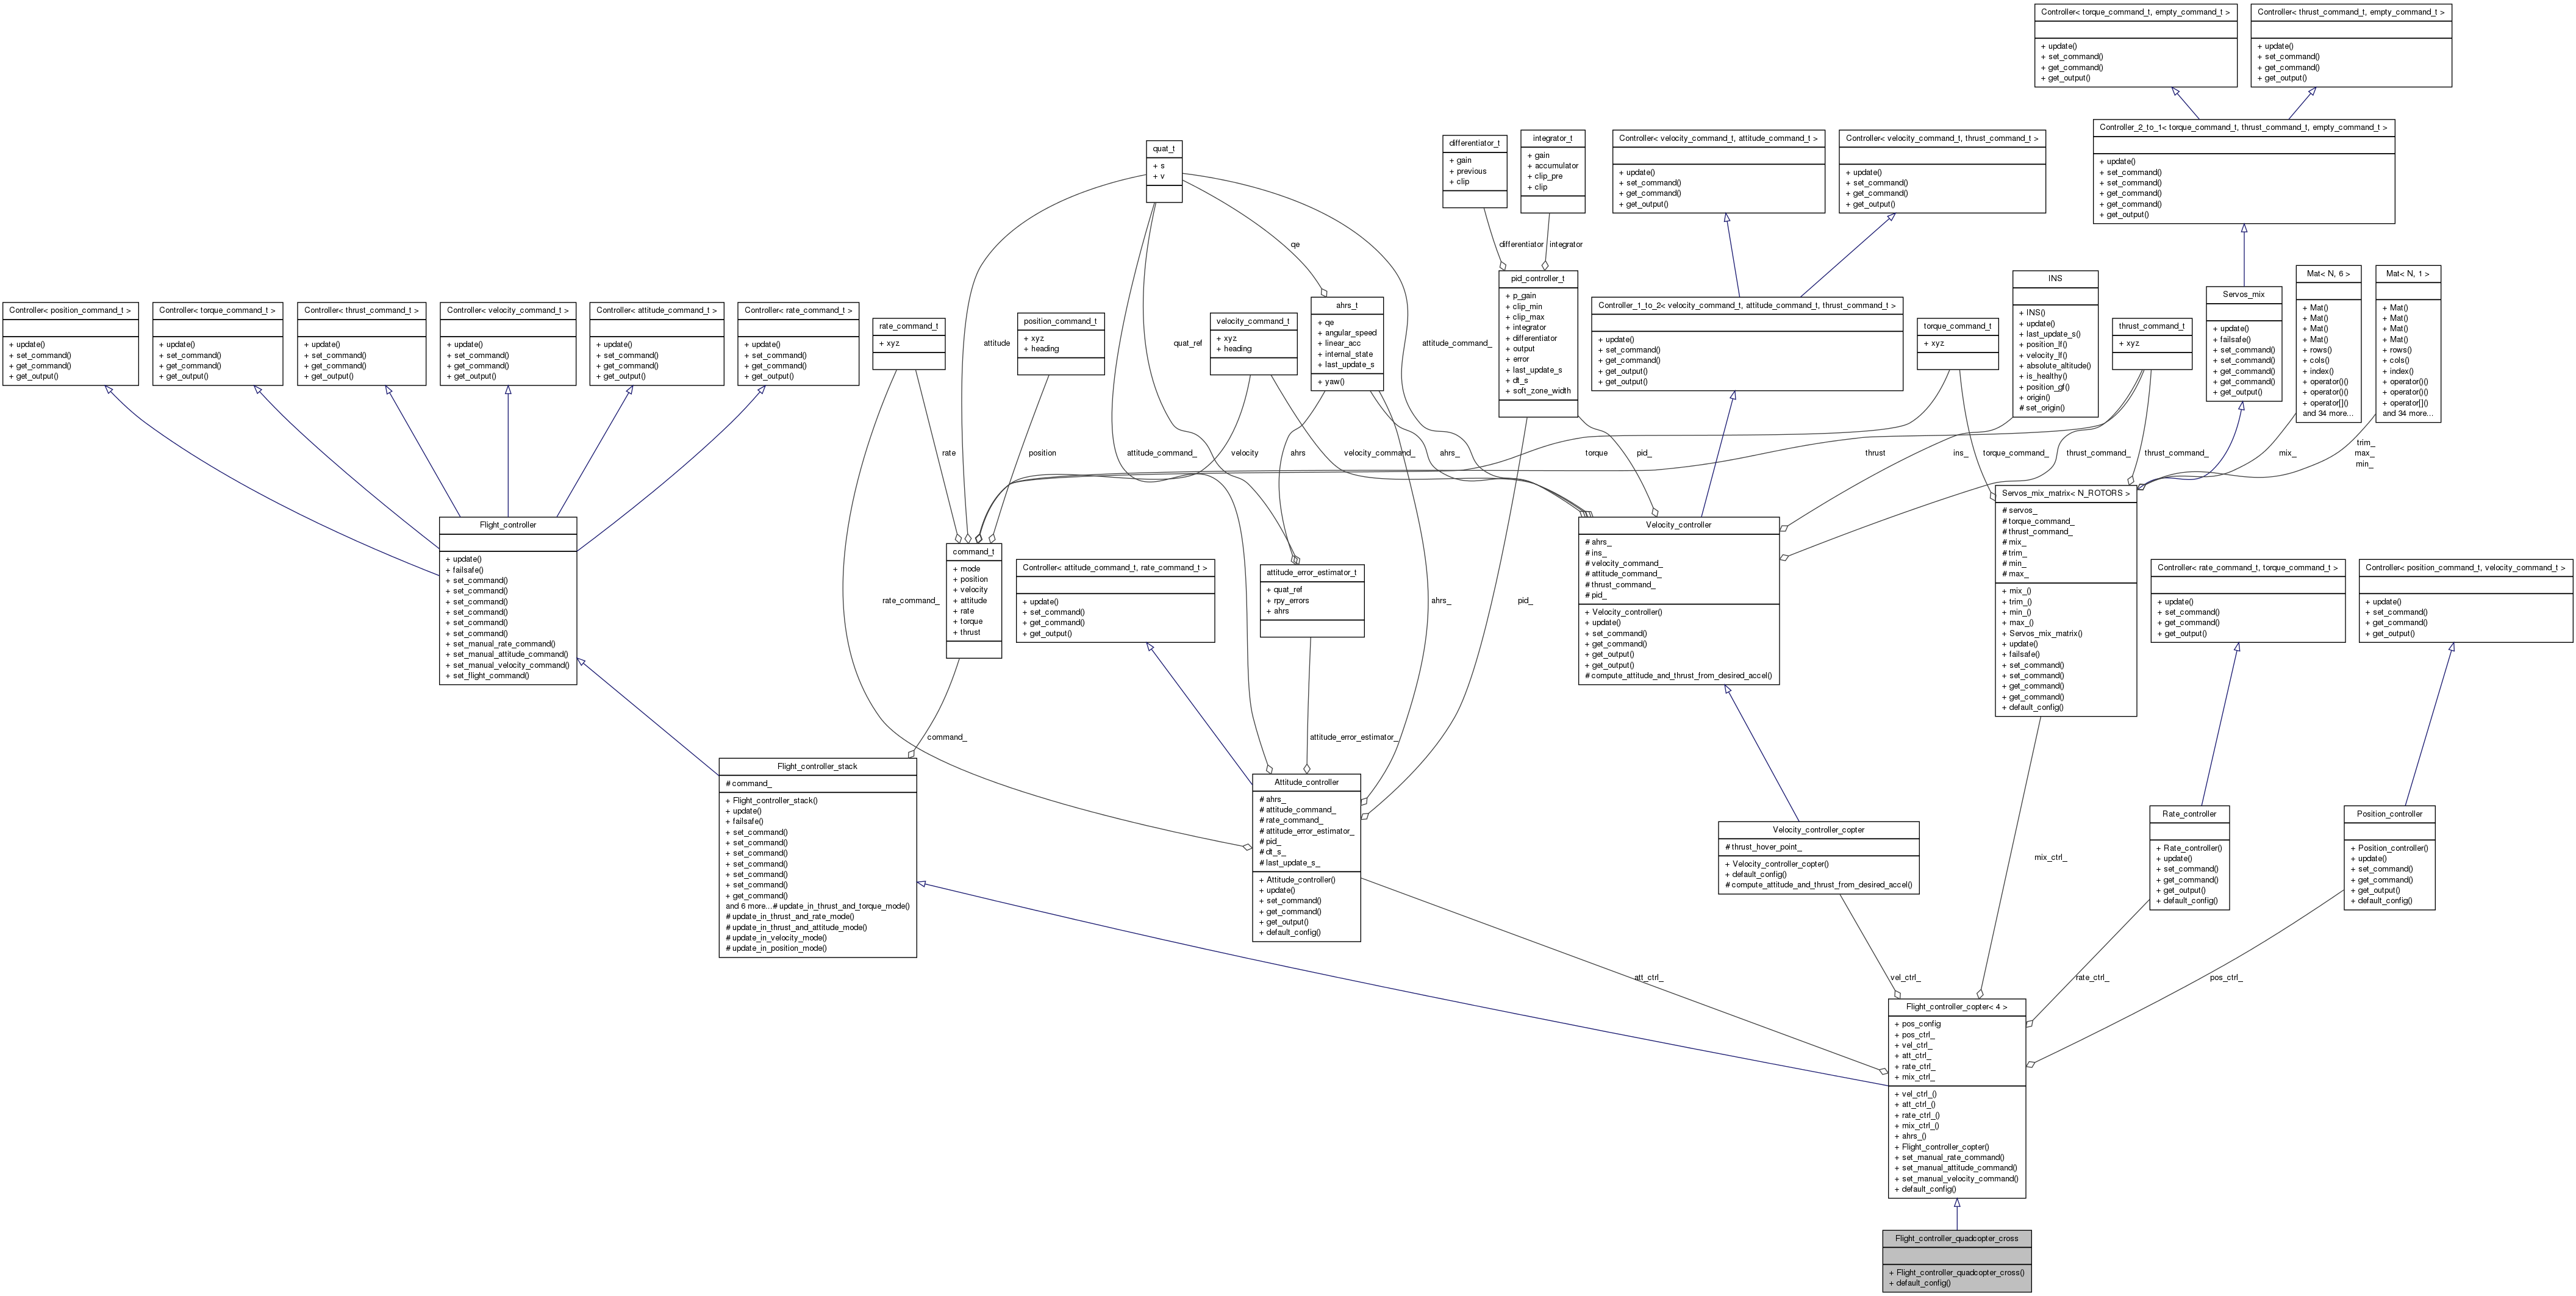 Controller< torque_command_t, empty_command_t >
+ update()
+ set_command()
+ get_command()
+ get_output()
Controller< thrust_command_t, empty_command_t >
+ update()
+ set_command()
+ get_command()
+ get_output()
Controller_2_to_1< torque_command_t, thrust_command_t, empty_command_t >
+ update()
+ set_command()
+ set_command()
+ get_command()
+ get_command()
+ get_output()
quat_t
+ s
+ v
differentiator_t
+ gain
+ previous
+ clip
integrator_t
+ gain
+ accumulator
+ clip_pre
+ clip
Controller< velocity_command_t, attitude_command_t >
+ update()
+ set_command()
+ get_command()
+ get_output()
Controller< velocity_command_t, thrust_command_t >
+ update()
+ set_command()
+ get_command()
+ get_output()
qe
differentiator
integrator
Controller< position_command_t >
+ update()
+ set_command()
+ get_command()
+ get_output()
Controller< torque_command_t >
+ update()
+ set_command()
+ get_command()
+ get_output()
Controller< thrust_command_t >
+ update()
+ set_command()
+ get_command()
+ get_output()
Controller< velocity_command_t >
+ update()
+ set_command()
+ get_command()
+ get_output()
Controller< attitude_command_t >
+ update()
+ set_command()
+ get_command()
+ get_output()
Controller< rate_command_t >
+ update()
+ set_command()
+ get_command()
+ get_output()
rate_command_t
+ xyz
attitude
position_command_t
+ xyz
+ heading
quat_ref
velocity_command_t
+ xyz
+ heading
ahrs_t
+ qe
+ angular_speed
+ linear_acc
+ internal_state
+ last_update_s
+ yaw()
attitude_command_
pid_controller_t
+ p_gain
+ clip_min
+ clip_max
+ integrator
+ differentiator
+ output
+ error
+ last_update_s
+ dt_s
+ soft_zone_width
Controller_1_to_2< velocity_command_t, attitude_command_t, thrust_command_t >
+ update()
+ set_command()
+ get_command()
+ get_output()
+ get_output()
torque_command_t
+ xyz
INS
+ INS()
+ update()
+ last_update_s()
+ position_lf()
+ velocity_lf()
+ absolute_altitude()
+ is_healthy()
+ position_gf()
+ origin()
# set_origin()
thrust_command_t
+ xyz
Servos_mix
+ update()
+ failsafe()
+ set_command()
+ set_command()
+ get_command()
+ get_command()
+ get_output()
Mat< N, 6 >
+ Mat()
+ Mat()
+ Mat()
+ Mat()
+ rows()
+ cols()
+ index()
+ operator()()
+ operator()()
+ operator[]()
and 34 more...
Mat< N, 1 >
+ Mat()
+ Mat()
+ Mat()
+ Mat()
+ rows()
+ cols()
+ index()
+ operator()()
+ operator()()
+ operator[]()
and 34 more...
rate
position
attitude_command_
velocity
ahrs
velocity_command_
ahrs_
torque
pid_
thrust
ins_
torque_command_
thrust_command_
thrust_command_
mix_
trim_
max_
min_
Flight_controller
+ update()
+ failsafe()
+ set_command()
+ set_command()
+ set_command()
+ set_command()
+ set_command()
+ set_command()
+ set_manual_rate_command()
+ set_manual_attitude_command()
+ set_manual_velocity_command()
+ set_flight_command()
rate_command_
command_t
+ mode
+ position
+ velocity
+ attitude
+ rate
+ torque
+ thrust
Controller< attitude_command_t, rate_command_t >
+ update()
+ set_command()
+ get_command()
+ get_output()
attitude_error_estimator_t
+ quat_ref
+ rpy_errors
+ ahrs
ahrs_
pid_
Velocity_controller
# ahrs_
# ins_
# velocity_command_
# attitude_command_
# thrust_command_
# pid_
+ Velocity_controller()
+ update()
+ set_command()
+ get_command()
+ get_output()
+ get_output()
# compute_attitude_and_thrust_from_desired_accel()
Servos_mix_matrix< N_ROTORS >
# servos_
# torque_command_
# thrust_command_
# mix_
# trim_
# min_
# max_
+ mix_()
+ trim_()
+ min_()
+ max_()
+ Servos_mix_matrix()
+ update()
+ failsafe()
+ set_command()
+ set_command()
+ get_command()
+ get_command()
+ default_config()
Controller< rate_command_t, torque_command_t >
+ update()
+ set_command()
+ get_command()
+ get_output()
Controller< position_command_t, velocity_command_t >
+ update()
+ set_command()
+ get_command()
+ get_output()
command_
attitude_error_estimator_
Flight_controller_stack
# command_
+ Flight_controller_stack()
+ update()
+ failsafe()
+ set_command()
+ set_command()
+ set_command()
+ set_command()
+ set_command()
+ set_command()
+ get_command()
and 6 more...# update_in_thrust_and_torque_mode()
# update_in_thrust_and_rate_mode()
# update_in_thrust_and_attitude_mode()
# update_in_velocity_mode()
# update_in_position_mode()
Attitude_controller
# ahrs_
# attitude_command_
# rate_command_
# attitude_error_estimator_
# pid_
# dt_s_
# last_update_s_
+ Attitude_controller()
+ update()
+ set_command()
+ get_command()
+ get_output()
+ default_config()
Velocity_controller_copter
# thrust_hover_point_
+ Velocity_controller_copter()
+ default_config()
# compute_attitude_and_thrust_from_desired_accel()
mix_ctrl_
Rate_controller
+ Rate_controller()
+ update()
+ set_command()
+ get_command()
+ get_output()
+ default_config()
Position_controller
+ Position_controller()
+ update()
+ set_command()
+ get_command()
+ get_output()
+ default_config()
att_ctrl_
vel_ctrl_
rate_ctrl_
pos_ctrl_
Flight_controller_copter< 4 >
+ pos_config
+ pos_ctrl_
+ vel_ctrl_
+ att_ctrl_
+ rate_ctrl_
+ mix_ctrl_
+ vel_ctrl_()
+ att_ctrl_()
+ rate_ctrl_()
+ mix_ctrl_()
+ ahrs_()
+ Flight_controller_copter()
+ set_manual_rate_command()
+ set_manual_attitude_command()
+ set_manual_velocity_command()
+ default_config()
Flight_controller_quadcopter_cross
+ Flight_controller_quadcopter_cross()
+ default_config()